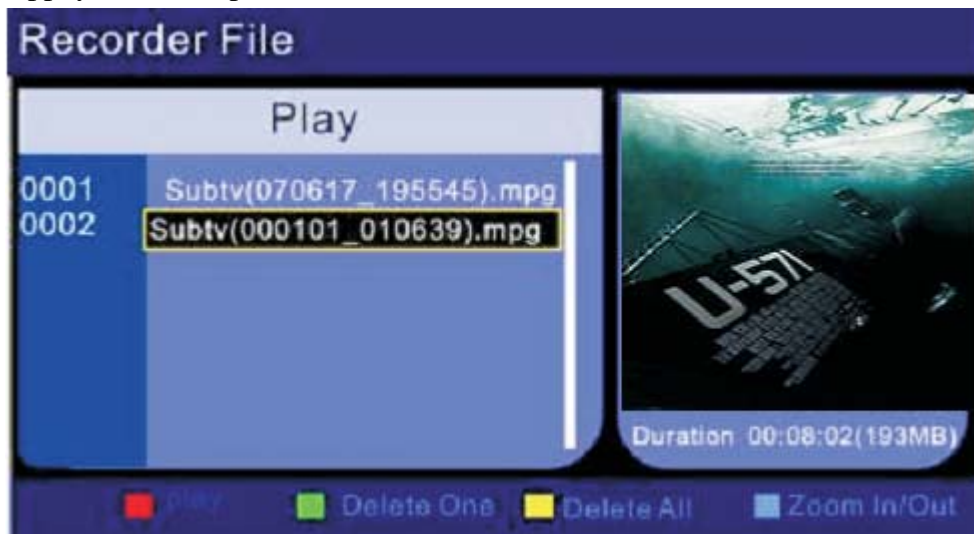 Recorder File
Play
0001 Subtv(070617_195545).mpg
0002 Subtv(000101_010639).mpg
U-571
Duration 00:08:02(193MB)
play Delete One Delete All Zoom In/Out